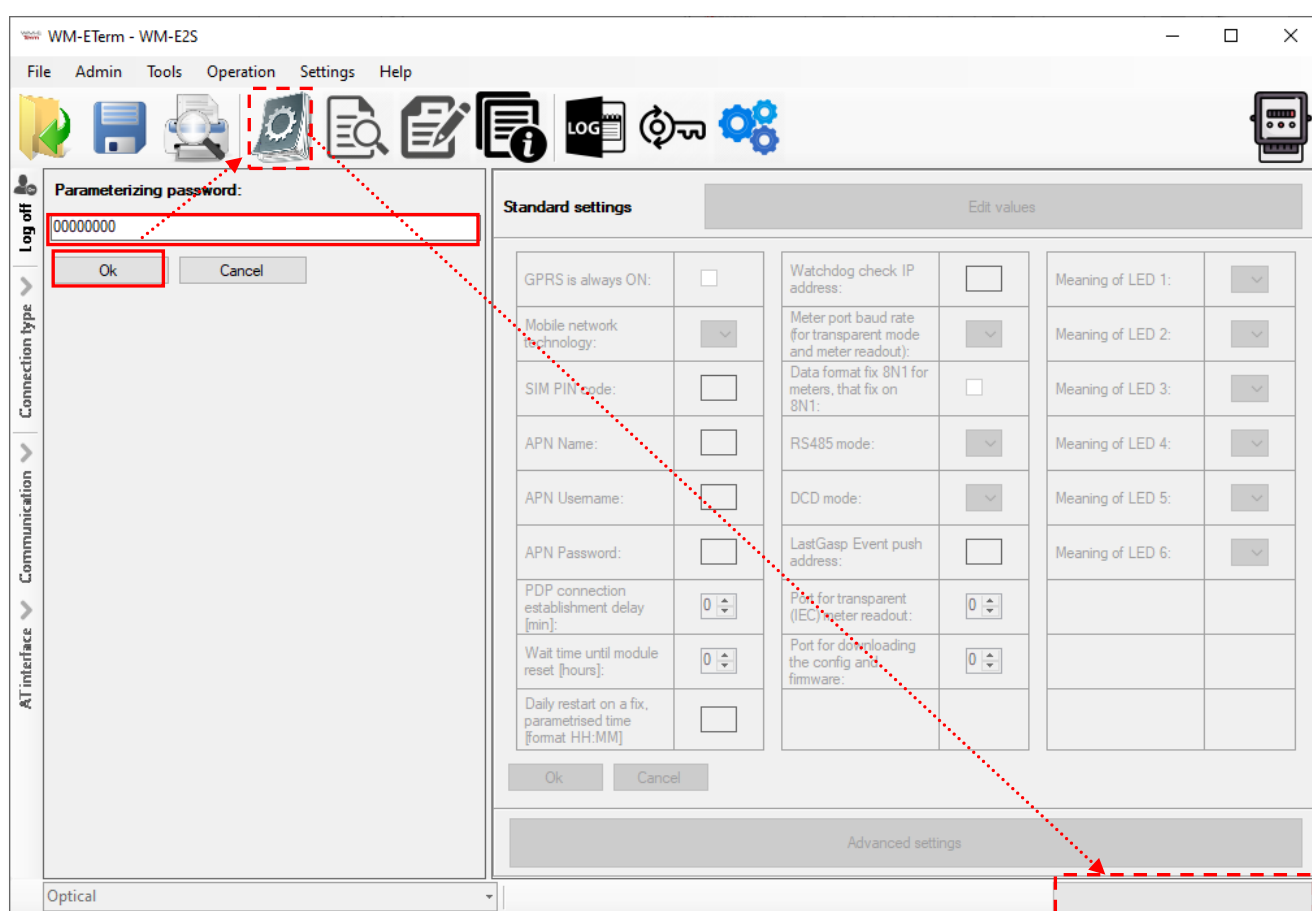 WM-ETerm - WM-E2S
File Admin Tools Operation Settings Help
LOG
Log off
Connection type
Communication
AT interface
Parameterizing password:
00000000
Ok Cancel
Standard settings
Edit values
GPRS is always ON:
Mobile network
technology:
SIM PIN code:
APN Name:
APN Username:
APN Password:
PDP connection
establishment delay
[min]:
0
Wait time until module
reset [hours]:
0
Daily restart on a fix,
parametrised time
[format HH:MM]
Watchdog check IP
address:
Meter port baud rate
(for transparent mode
and meter readout):
Data format fix 8N1 for
meters, that fix on
8N1:
RS485 mode:
DCD mode:
LastGasp Event push
address:
Port for transparent
(IEC) meter readout:
0
Port for downloading
the config and
firmware:
0
Meaning of LED 1:
Meaning of LED 2:
Meaning of LED 3:
Meaning of LED 4:
Meaning of LED 5:
Meaning of LED 6:
Ok Cancel
Advanced settings
Optical